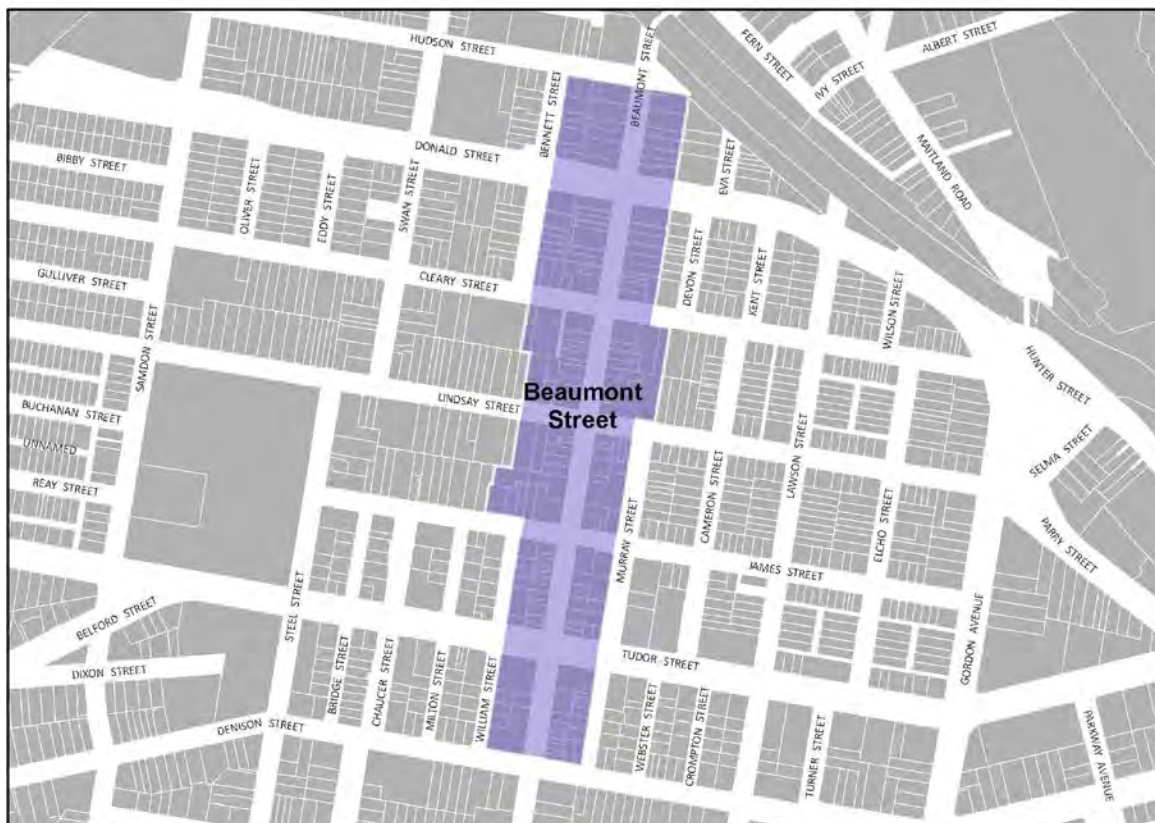 HUDSON STREET
BEAUMONT STREET
FERN STREET
IVY STREET
ALBERT STREET
MAITLAND ROAD
BENNETT STREET
DONALD STREET
BIBBY STREET
OLIVER STREET
EDDY STREET
SWAN STREET
EVA STREET
GULLIVER STREET
CLEARY STREET
DEVON STREET
KENT STREET
WILSON STREET
SAMDON STREET
HUNTER STREET
Beaumont
Street
LINDSAY STREET
BUCHANAN STREET
UNNAMED
REAY STREET
CAMERON STREET
LAWSON STREET
SELMA STREET
ELCHO STREET
PARRY STREET
MURRAY STREET
JAMES STREET
BELFORD STREET
STEEL STREET
DIXON STREET
TUDOR STREET
GORDON AVENUE
BRIDGE STREET
CHAUCER STREET
MILTON STREET
WILLIAM STREET
DENISON STREET
WEBSTER STREET
CROMPTON STREET
TURNER STREET
PARKWAY AVENUE